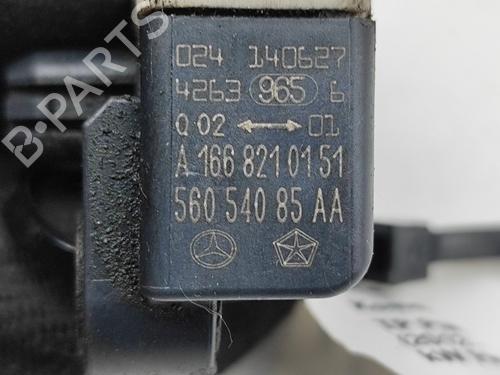 024 140627
4263 965 6
Q 02 ↔ 01
A 166 821 01 51
560 540 85 AA
B-PARTS